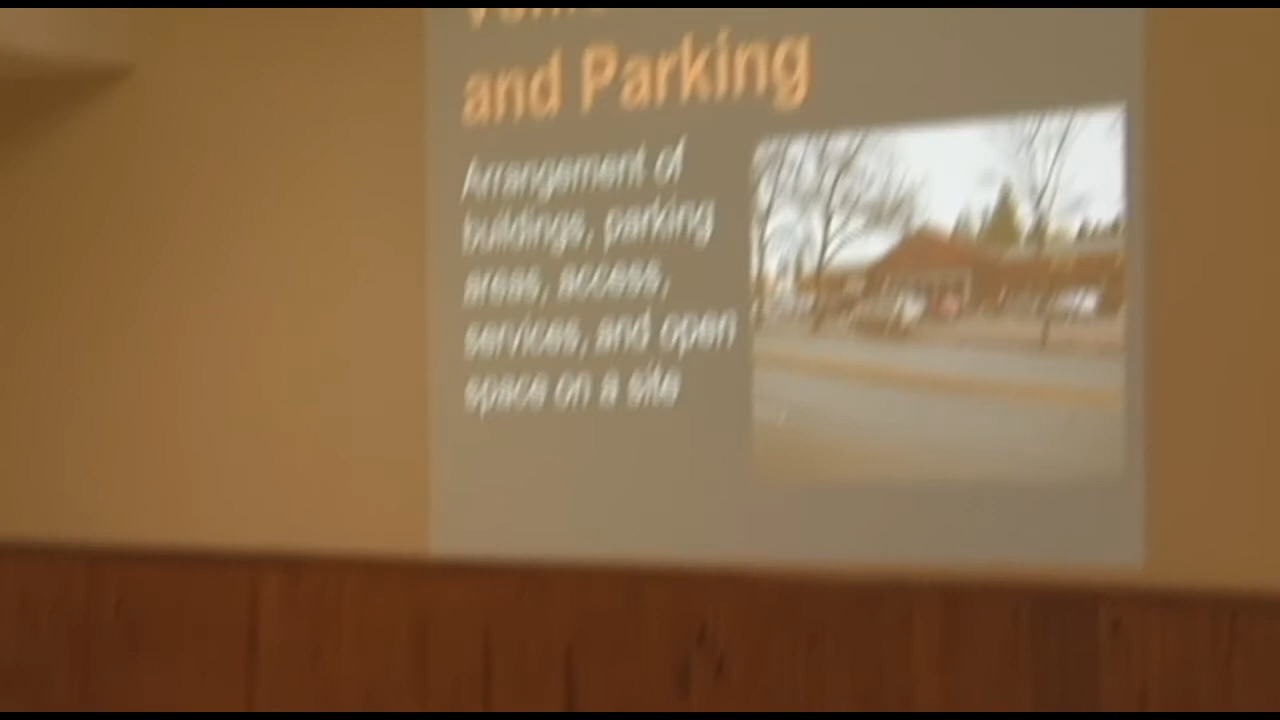 and Parking
Arrangement of
buildings, parking
areas, access,
services, and open
space on a site